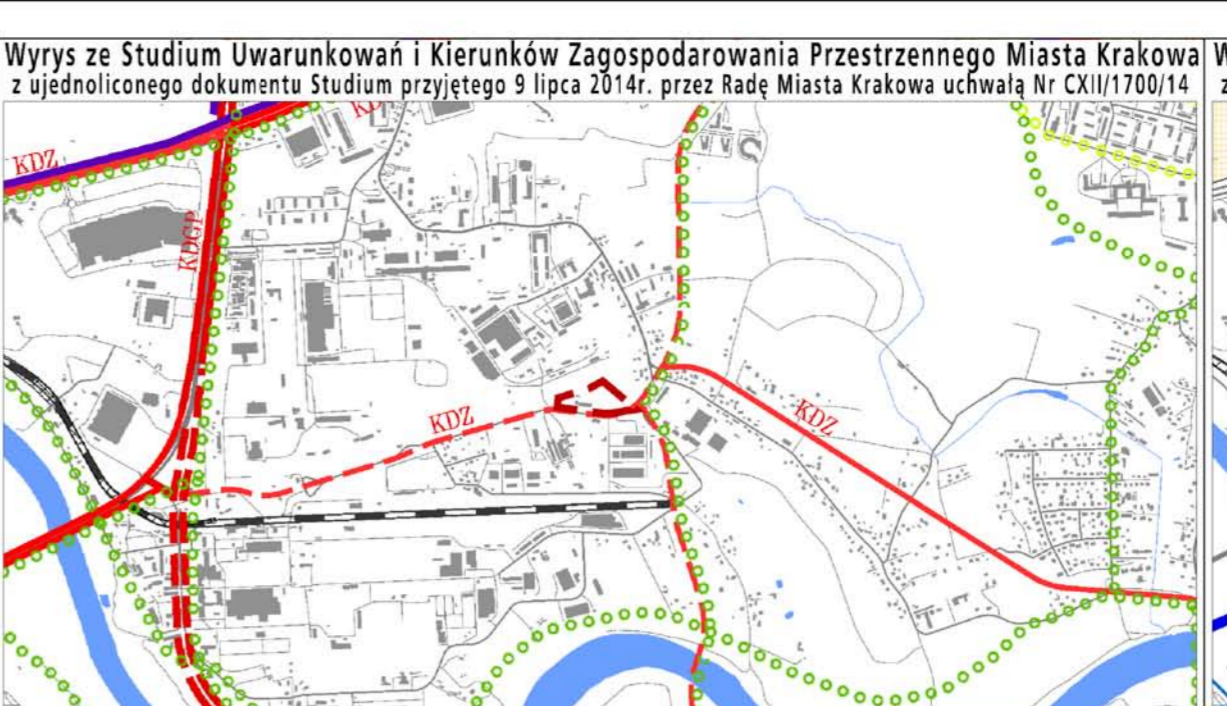 Wyrys ze Studium Uwarunkowań i Kierunków Zagospodarowania Przestrzennego Miasta Krakowa
z ujednoliconego dokumentu Studium przyjętego 9 lipca 2014r. przez Radę Miasta Krakowa uchwałą Nr CXII/1700/14
KDZ
KDGP
KDZ
KDZ